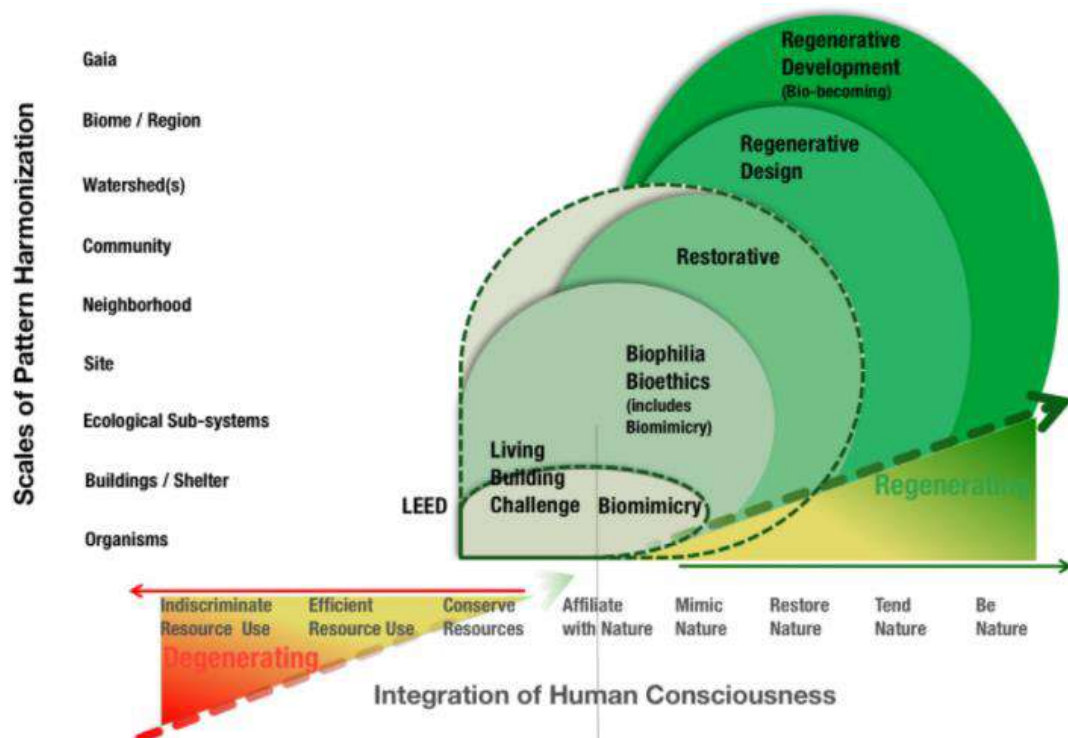 Scales of Pattern Harmonization
Gaia
Biome / Region
Watershed(s)
Community
Neighborhood
Site
Ecological Sub-systems
Buildings / Shelter
Organisms
Regenerative
Development
(Bio-becoming)
Regenerative
Design
Restorative
Biophilia
Bioethics
(includes
Biomimicry)
Living
Building
Challenge
Biomimicry
LEED
Regenerating
Indiscriminate
Resource Use
Efficient
Resource Use
Conserve
Resources
Affiliate
with Nature
Mimic
Nature
Restore
Nature
Tend
Nature
Be
Nature
Degenerating
Integration of Human Consciousness